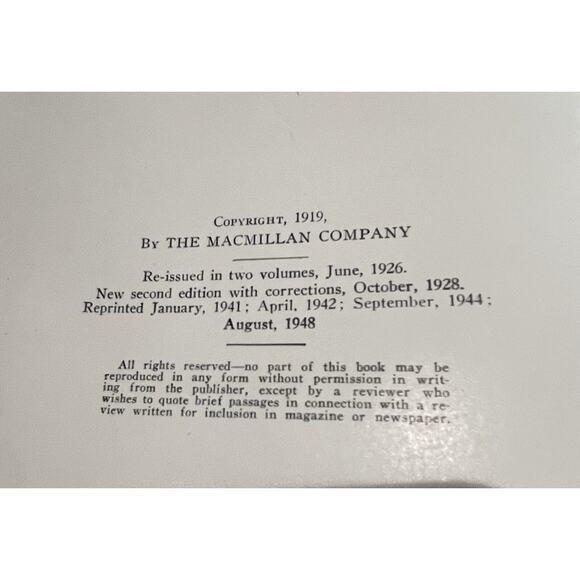 COPYRIGHT, 1919,
BY THE MACMILLAN COMPANY
Re-issued in two volumes, June, 1926.
New second edition with corrections, October, 1928.
Reprinted January, 1941; April, 1942; September, 1944;
August, 1948
All rights reserved—no part of this book may be
reproduced in any form without permission in writ-
ing from the publisher, except by a reviewer who
wishes to quote brief passages in connection with a re-
view written for inclusion in magazine or newspaper.